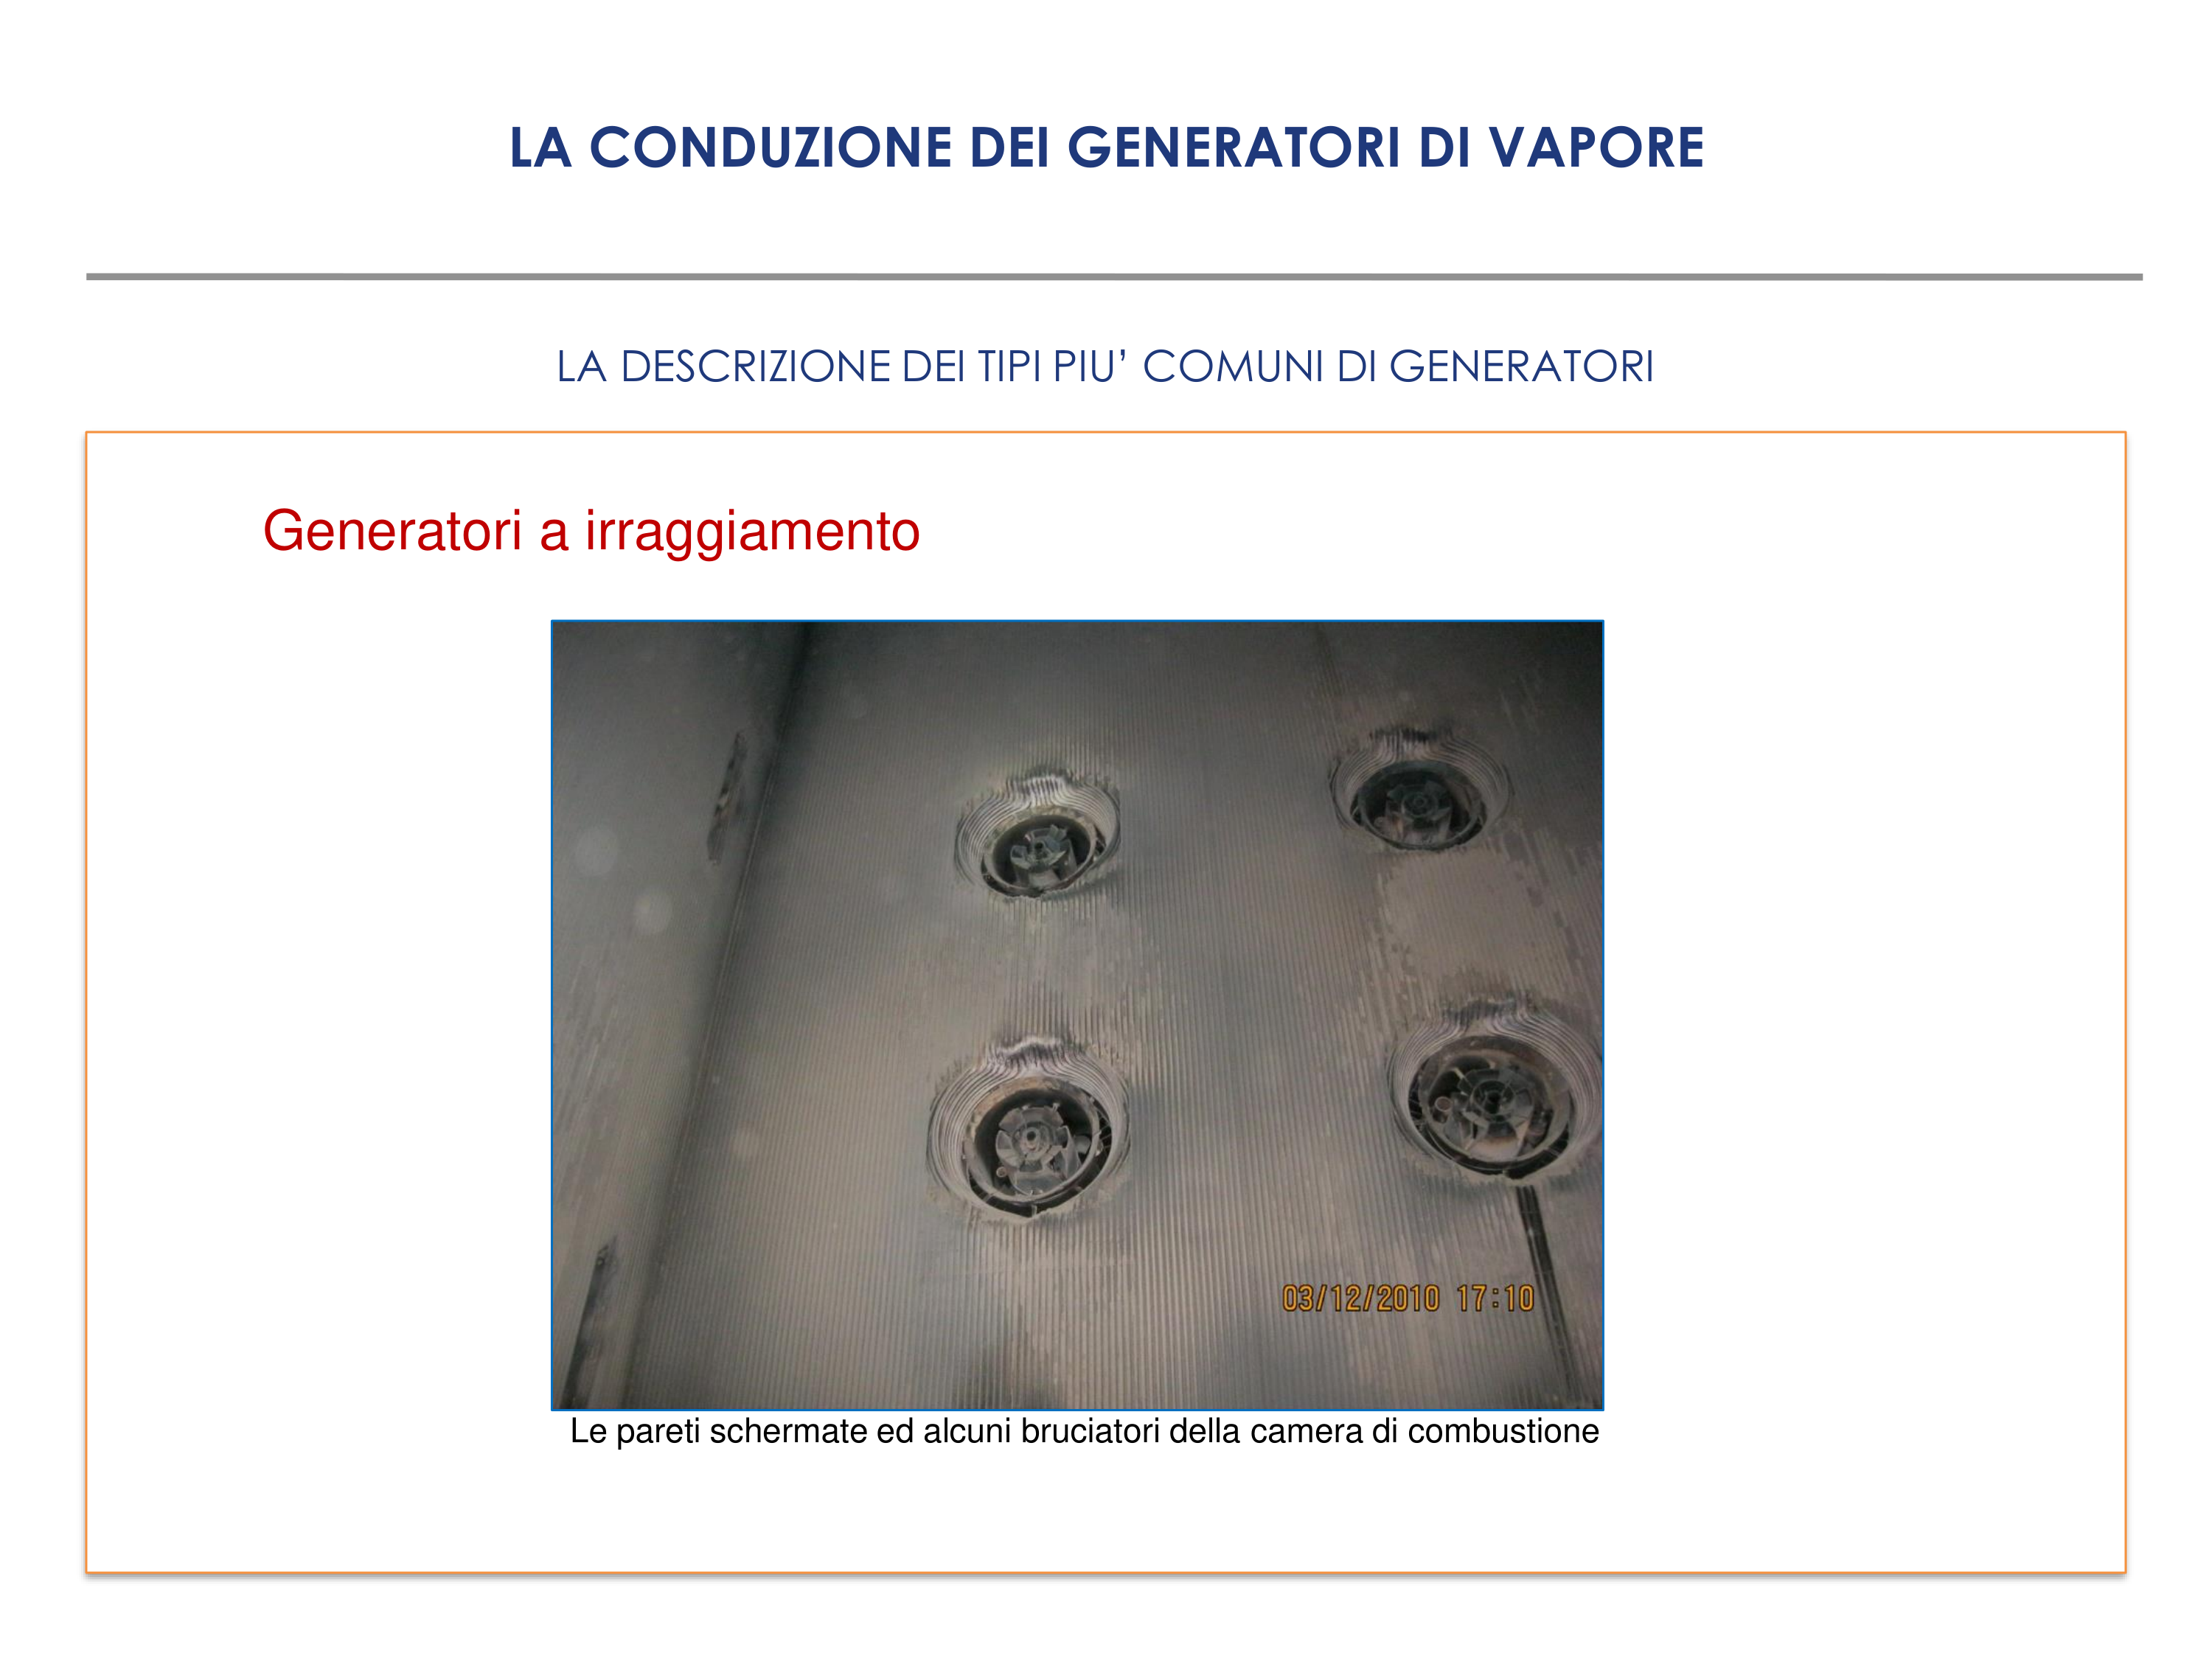 LA CONDUZIONE DEI GENERATORI DI VAPORE
LA DESCRIZIONE DEI TIPI PIU’ COMUNI DI GENERATORI
Generatori a irraggiamento
03/12/2010 17:10
Le pareti schermate ed alcuni bruciatori della camera di combustione